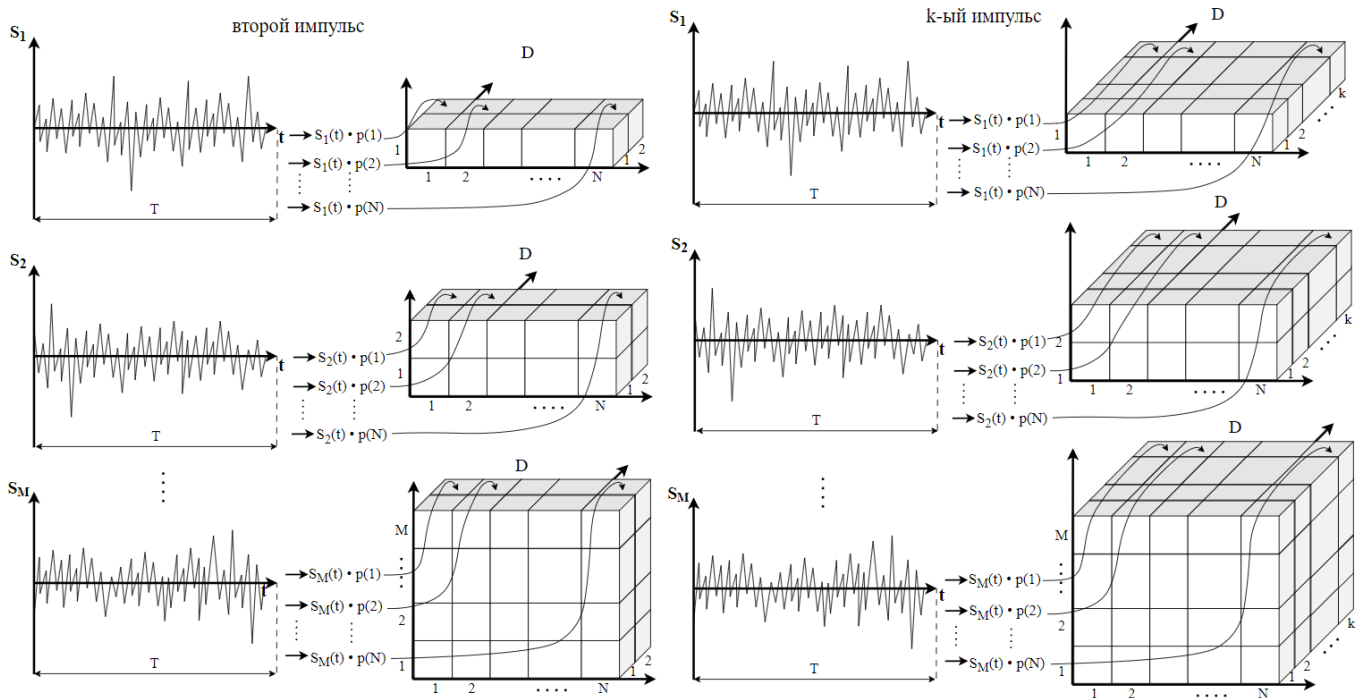 второй импульс
S1
D
t
S1(t) • p(1)
S1(t) • p(2)
S1(t) • p(N)
T
1
1 2 .... N
1 2
S2
D
t
S2(t) • p(1)
S2(t) • p(2)
S2(t) • p(N)
T
2
1
1 2 .... N
1 2
SM
D
t
SM(t) • p(1)
SM(t) • p(2)
SM(t) • p(N)
T
M
2
1
1 2 .... N
1 2
k-ый импульс
S1
D
t
S1(t) • p(1)
S1(t) • p(2)
S1(t) • p(N)
T
1
1 2 .... N
1 2 ... k
S2
D
t
S2(t) • p(1)
S2(t) • p(2)
S2(t) • p(N)
T
2
1
1 2 .... N
1 2 ... k
SM
D
t
SM(t) • p(1)
SM(t) • p(2)
SM(t) • p(N)
T
M
2
1
1 2 .... N
1 2 ... k